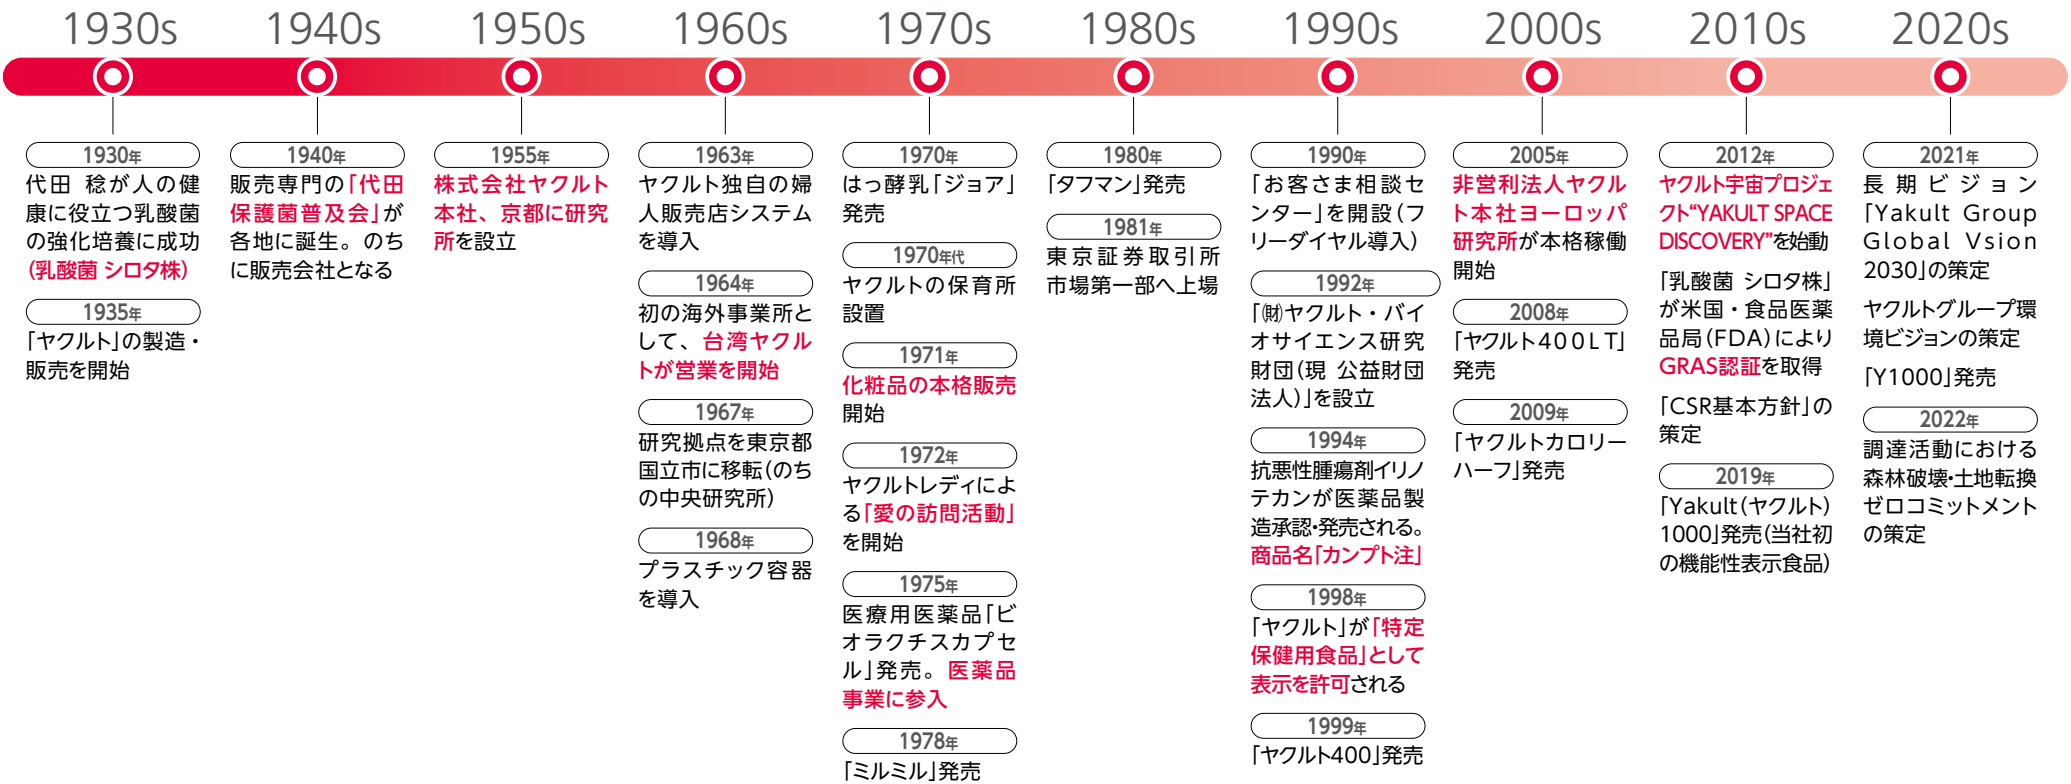 1930s
1940s
1950s
1960s
1970s
1980s
1990s
2000s
2010s
2020s
1930年
代田 稔が人の健
康に役立つ乳酸菌
の強化培養に成功
(乳酸菌 シロタ株)
1935年
「ヤクルト」の製造・
販売を開始
1940年
販売専門の「代田
保護菌普及会」が
各地に誕生。のち
に販売会社となる
1955年
株式会社ヤクルト
本社、京都に研究
所を設立
1963年
ヤクルト独自の婦
人販売店システム
を導入
1964年
初の海外事業所と
して、台湾ヤクル
トが営業を開始
1967年
研究拠点を東京都
国立市に移転(のち
の中央研究所)
1968年
プラスチック容器
を導入
1970年
はっ酵乳「ジョア」
発売
1970年代
ヤクルトの保育所
設置
1971年
化粧品の本格販売
開始
1972年
ヤクルトレディによ
る「愛の訪問活動」
を開始
1975年
医療用医薬品「ビ
オラクチスカプセ
ル」発売。医薬品
事業に参入
1978年
「ミルミル」発売
1980年
「タフマン」発売
1981年
東京証券取引所
市場第一部へ上場
1990年
「お客さま相談セ
ンター」を開設(フ
リーダイヤル導入)
1992年
「㈶ヤクルト・バイ
オサイエンス研究
財団(現 公益財団
法人)」を設立
1994年
抗悪性腫瘍剤イリノ
テカンが医薬品製
造承認・発売される。
商品名「カンプト注」
1998年
「ヤクルト」が「特定
保健用食品」として
表示を許可される
1999年
「ヤクルト400」発売
2005年
非営利法人ヤクル
ト本社ヨーロッパ
研究所が本格稼働
開始
2008年
「ヤクルト400LT」
発売
2009年
「ヤクルトカロリー
ハーフ」発売
2012年
ヤクルト宇宙プロジェ
クト“YAKULT SPACE
DISCOVERY”を始動
「乳酸菌 シロタ株」
が米国・食品医薬
品局(FDA)により
GRAS認証を取得
「CSR基本方針」の
策定
2019年
「Yakult(ヤクルト)
1000」発売(当社初
の機能性表示食品)
2021年
長期ビジョン
「Yakult Group
Global Vsion
2030」の策定
ヤクルトグループ環
境ビジョンの策定
「Y1000」発売
2022年
調達活動における
森林破壊・土地転換
ゼロコミットメント
の策定